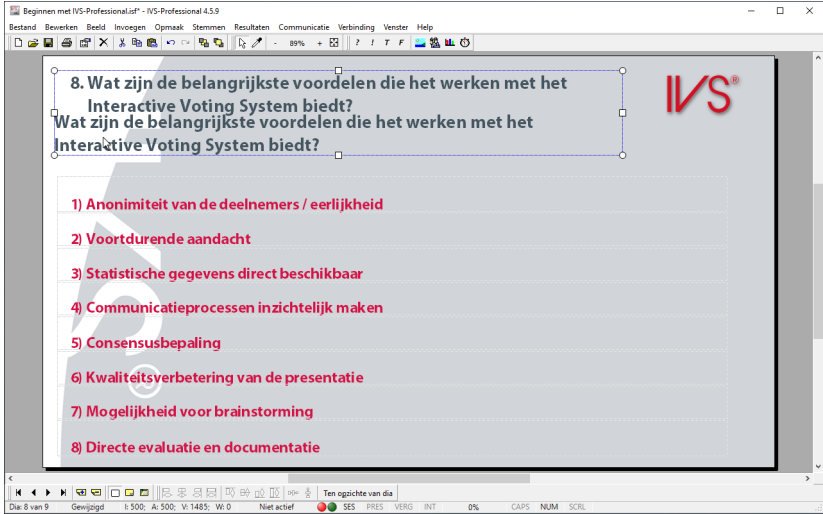 Beginnen met IVS-Professional.isf* - IVS-Professional 4.5.9
Bestand Bewerken Beeld Invoegen Opmaak Stemmen Resultaten Communicatie Verbinding Venster Help
89% + ? ! T F
8. Wat zijn de belangrijkste voordelen die het werken met het
Interactive Voting System biedt?
Wat zijn de belangrijkste voordelen die het werken met het
Interactive Voting System biedt?
IVS®
1) Anonimiteit van de deelnemers / eerlijkheid
2) Voortdurende aandacht
3) Statistische gegevens direct beschikbaar
4) Communicatieprocessen inzichtelijk maken
5) Consensusbepaling
6) Kwaliteitsverbetering van de presentatie
7) Mogelijkheid voor brainstorming
8) Directe evaluatie en documentatie
Ten opzichte van dia
Dia: 8 van 9 Gewijzigd I: 500; A: 500; V: 1485; W: 0 Niet actief SES PRES VERG INT 0% CAPS NUM SCRL